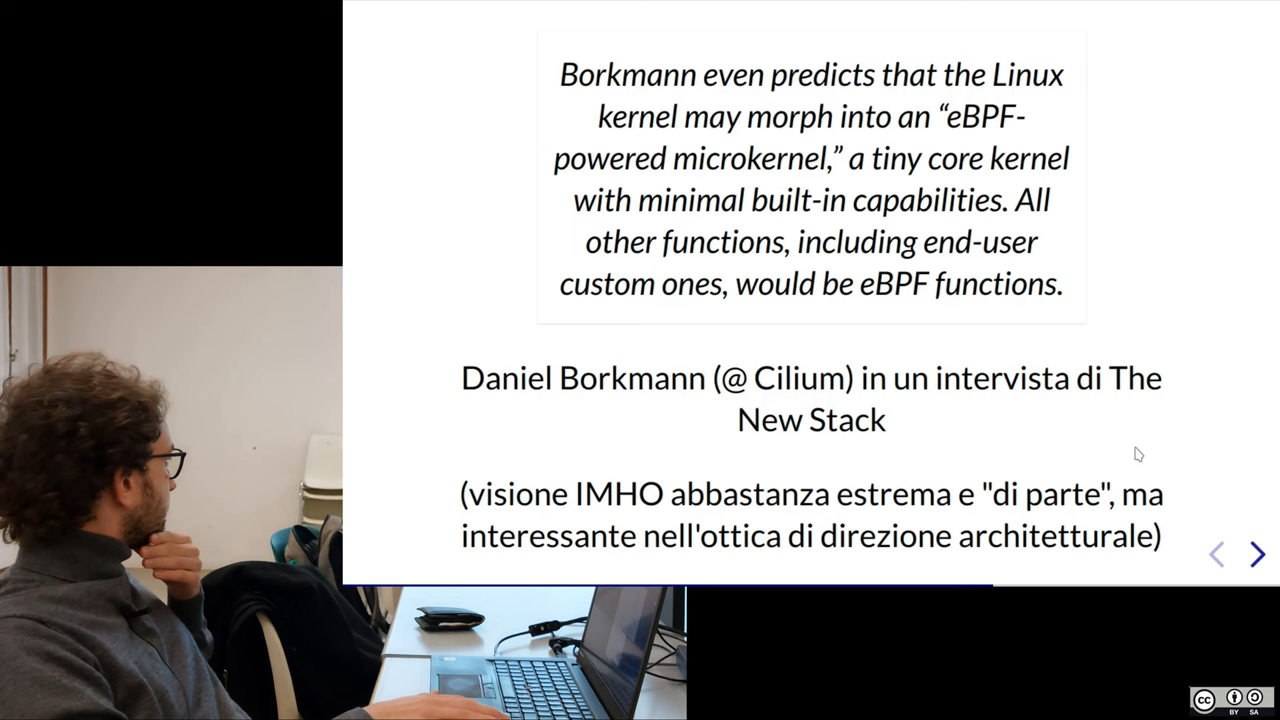 Borkmann even predicts that the Linux
kernel may morph into an “eBPF-
powered microkernel,” a tiny core kernel
with minimal built-in capabilities. All
other functions, including end-user
custom ones, would be eBPF functions.
Daniel Borkmann (@ Cilium) in un intervista di The
New Stack
(visione IMHO abbastanza estrema e "di parte", ma
interessante nell'ottica di direzione architetturale)
cc
BY SA